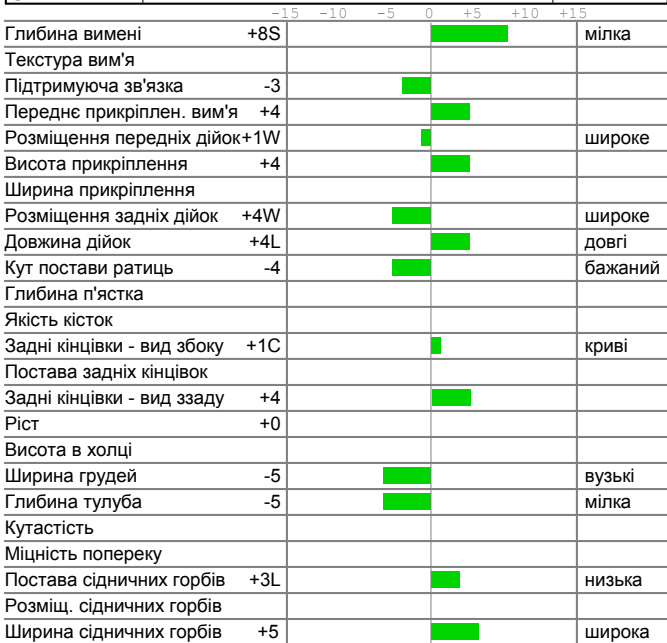 -15 -10 -5 0 +5 +10 +15
Глибина вимені +8S мілка
Текстура вим'я
Підтримуюча зв'язка -3
Переднє прикріплен. вим'я +4
Розміщення передніх дійок+1W широке
Висота прикріплення +4
Ширина прикріплення
Розміщення задніх дійок +4W широке
Довжина дійок +4L довгі
Кут постави ратиць -4 бажаний
Глибина п'ястка
Якість кісток
Задні кінцівки - вид збоку +1C криві
Постава задніх кінцівок
Задні кінцівки - вид ззаду +4
Ріст +0
Висота в холці
Ширина грудей -5 вузькі
Глибина тулуба -5 мілка
Кутастість
Міцність попереку
Постава сідничних горбів +3L низька
Розміщ. сідничних горбів
Ширина сідничних горбів +5 широка